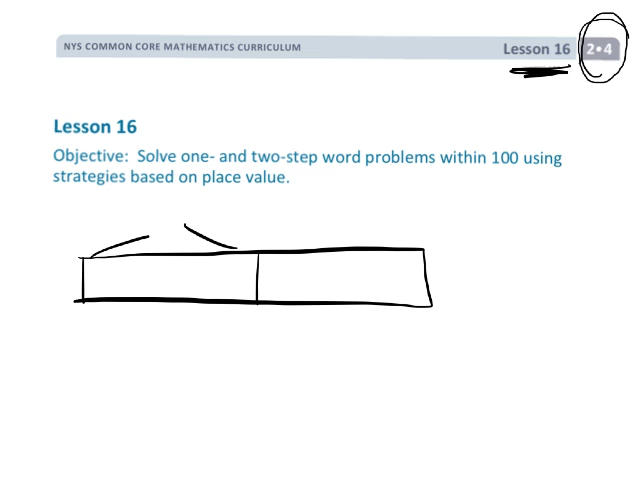 NYS COMMON CORE MATHEMATICS CURRICULUM
Lesson 16
2•4
Lesson 16
Objective: Solve one- and two-step word problems within 100 using
strategies based on place value.